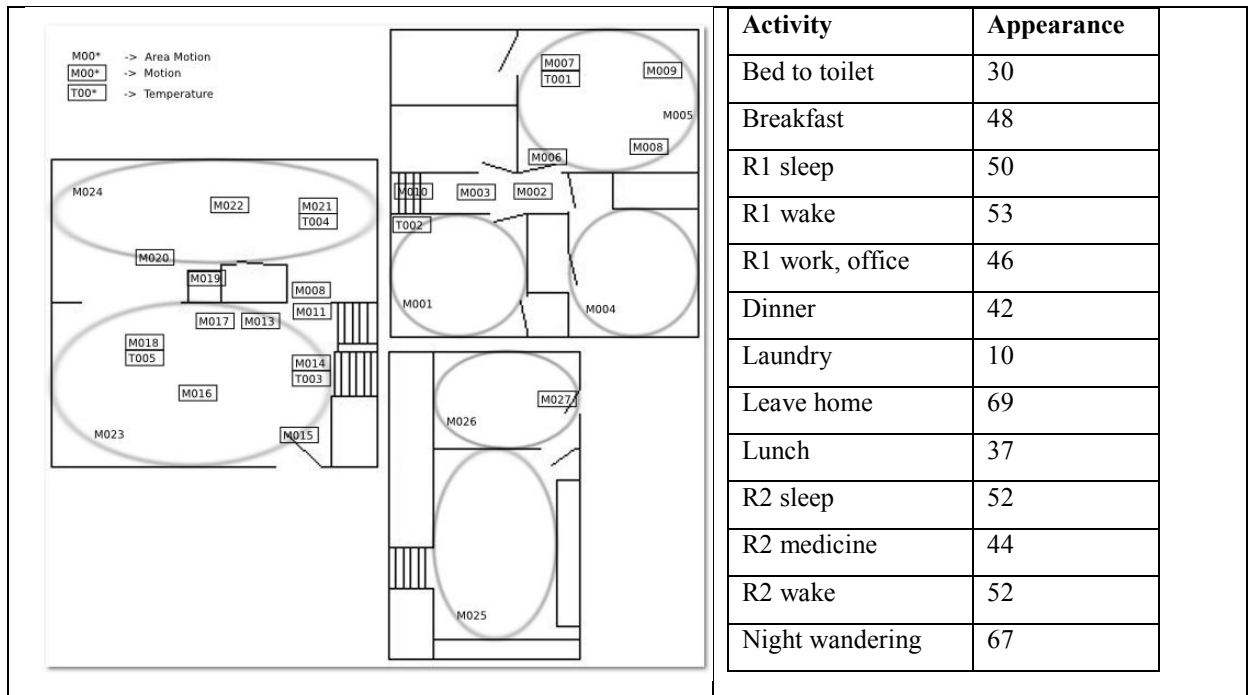 M00* -> Area Motion
M00* -> Motion
T00* -> Temperature
M007
T001
M009
M005
M008
M006
M010
M003
M002
T002
M001
M004
M024
M022
M021
T004
M020
M019
M008
M011
M017
M013
M018
T005
M014
T003
M016
M023
M015
M027
M026
M025
Activity Appearance
Bed to toilet 30
Breakfast 48
R1 sleep 50
R1 wake 53
R1 work, office 46
Dinner 42
Laundry 10
Leave home 69
Lunch 37
R2 sleep 52
R2 medicine 44
R2 wake 52
Night wandering 67